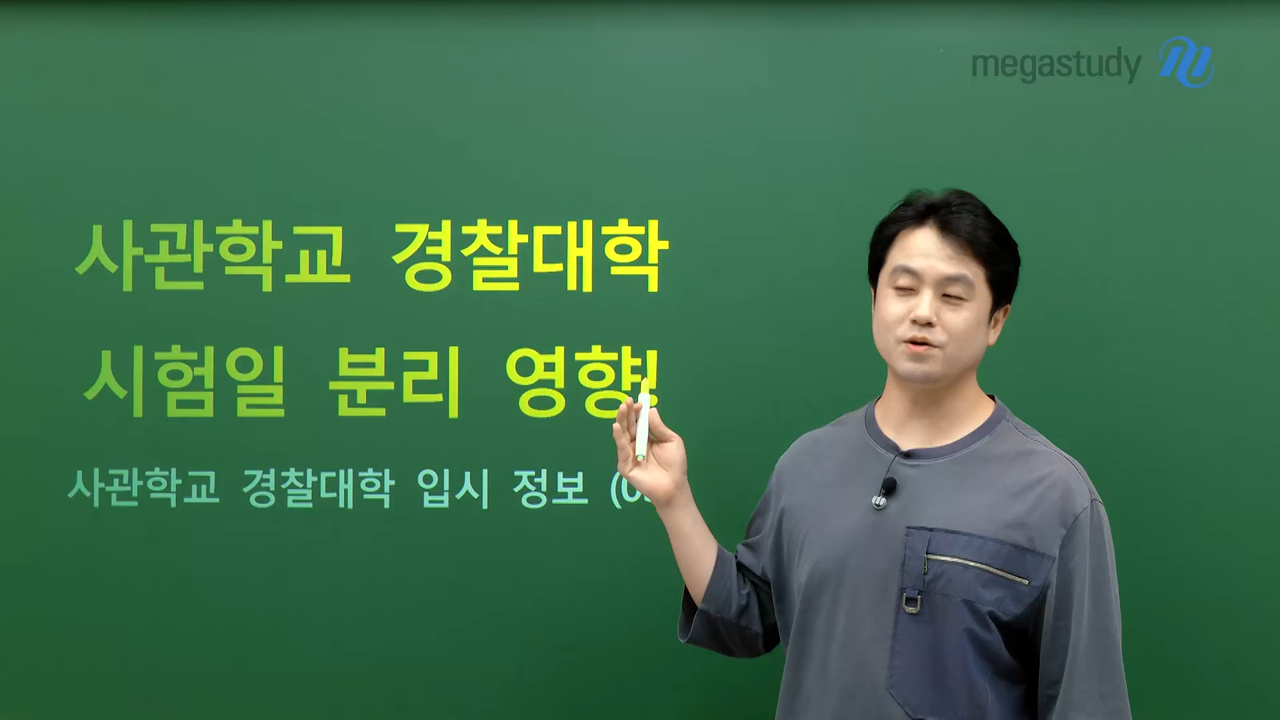 megastudy
사관학교 경찰대학
시험일 분리 영향!
사관학교 경찰대학 입시 정보 (0